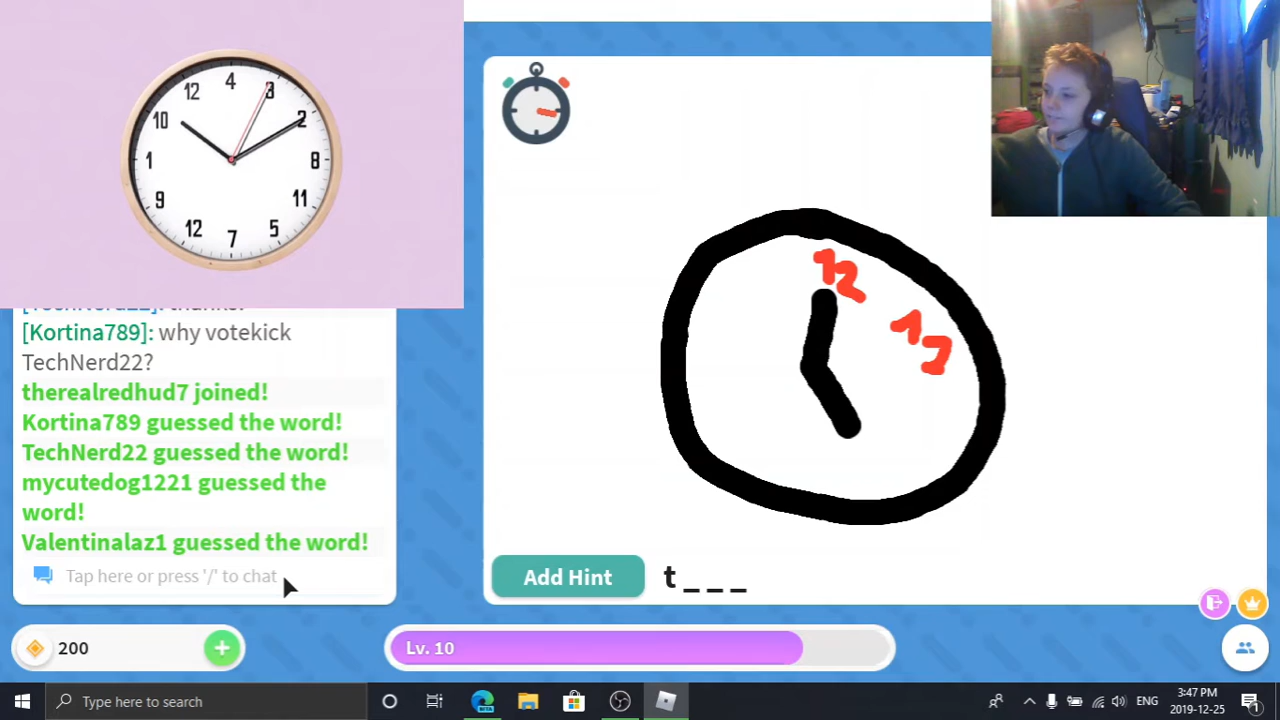 4
12 3
10 2
1 8
9 11
12 5
7
[Kortina789]: why votekick
TechNerd22?
therealredhud7 joined!
Kortina789 guessed the word!
TechNerd22 guessed the word!
mycutedog1221 guessed the
word!
Valentinalaz1 guessed the word!
Tap here or press '/' to chat
12
Add Hint t _ _ _
200
Lv. 10
Type here to search
ENG
3:47 PM
2019-12-25
BETA
1